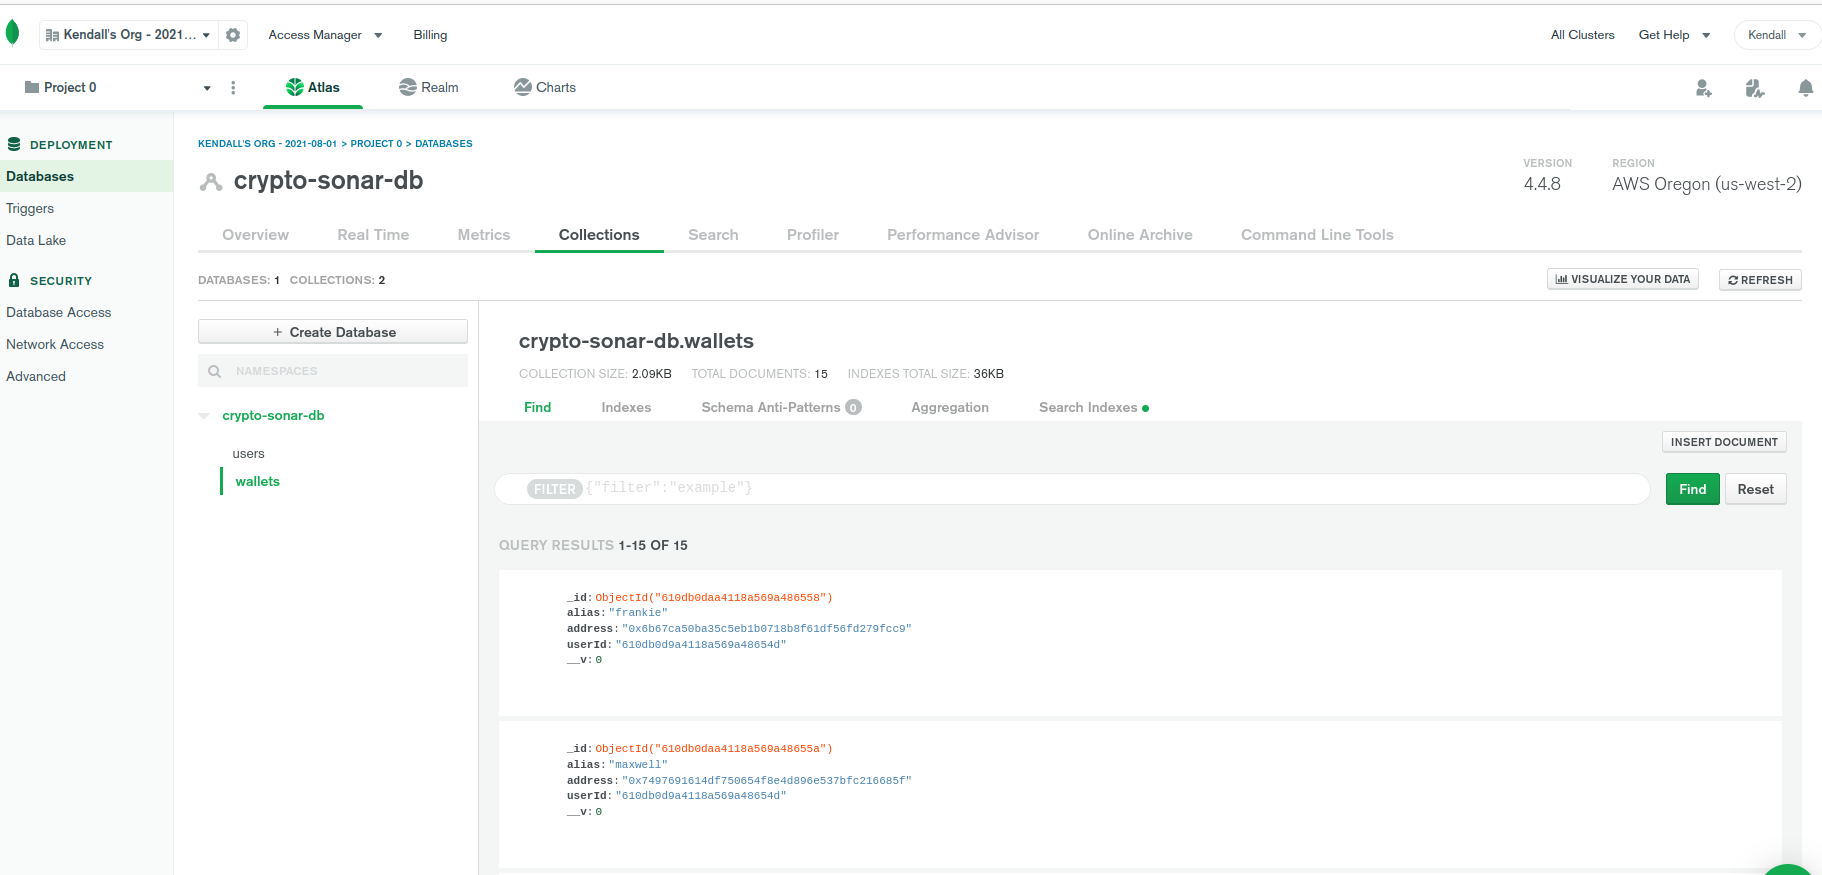 Kendall's Org - 2021... Access Manager Billing All Clusters Get Help Kendall
Project 0 Atlas Realm Charts
DEPLOYMENT
Databases
Triggers
Data Lake
SECURITY
Database Access
Network Access
Advanced
KENDALL'S ORG - 2021-08-01 > PROJECT 0 > DATABASES
crypto-sonar-db
VERSION
4.4.8
REGION
AWS Oregon (us-west-2)
Overview Real Time Metrics Collections Search Profiler Performance Advisor Online Archive Command Line Tools
DATABASES: 1 COLLECTIONS: 2
VISUALIZE YOUR DATA REFRESH
+ Create Database
NAMESPACES
crypto-sonar-db
users
wallets
crypto-sonar-db.wallets
COLLECTION SIZE: 2.09KB TOTAL DOCUMENTS: 15 INDEXES TOTAL SIZE: 36KB
Find Indexes Schema Anti-Patterns 0 Aggregation Search Indexes
INSERT DOCUMENT
FILTER {"filter":"example"} Find Reset
QUERY RESULTS 1-15 OF 15
_id: ObjectId("610db0daa4118a569a486558")
alias: "frankie"
address: "0x6b67ca50ba35c5eb1b0718b8f61df56fd279fcc9"
userId: "610db0d9a4118a569a48654d"
__v: 0
_id: ObjectId("610db0daa4118a569a48655a")
alias: "maxwell"
address: "0x7497691614df750654f8e4d896e537bfc216685f"
userId: "610db0d9a4118a569a48654d"
__v: 0